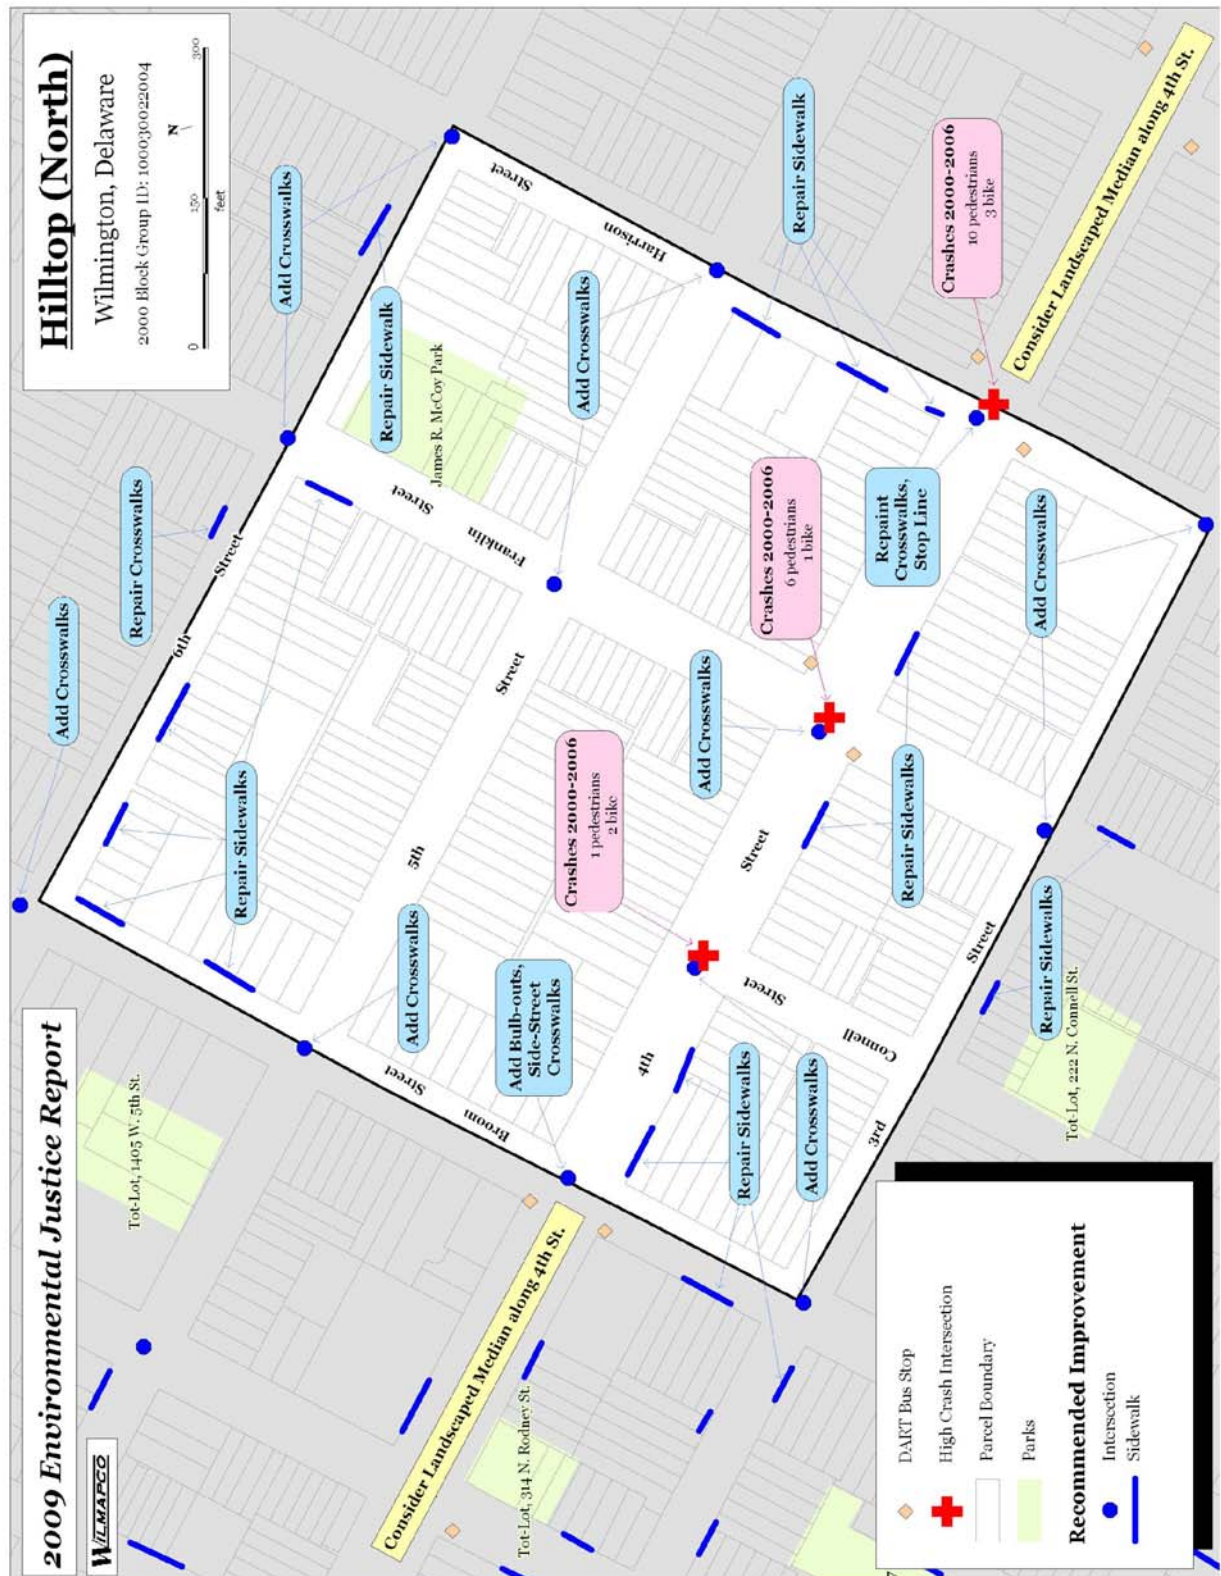 2009 Environmental Justice Report
WILMAPCO
Hilltop (North)
Wilmington, Delaware
2000 Block Group ID: 100030022004
0 150 300
feet
N
Add Crosswalks
Repair Crosswalks
Add Crosswalks
Repair Sidewalk
James R. McCoy Park
Repair Sidewalks
6th Street
Franklin Street
Harrison Street
Add Crosswalks
Repair Sidewalk
5th Street
Add Crosswalks
Tot-Lot, 1405 W. 5th St.
Broom Street
Add Bulb-outs,
Side-Street
Crosswalks
Crashes 2000-2006
1 pedestrians
2 bike
Add Crosswalks
Crashes 2000-2006
6 pedestrians
1 bike
Repaint
Crosswalks,
Stop Line
Crashes 2000-2006
10 pedestrians
3 bike
Consider Landscaped Median along 4th St.
Consider Landscaped Median along 4th St.
Tot-Lot, 314 N. Rodney St.
4th Street
Connell Street
3rd Street
Repair Sidewalks
Add Crosswalks
Repair Sidewalks
Add Crosswalks
Repair Sidewalks
Tot-Lot, 222 N. Connell St.
DART Bus Stop
High Crash Intersection
Parcel Boundary
Parks
Recommended Improvement
Intersection
Sidewalk